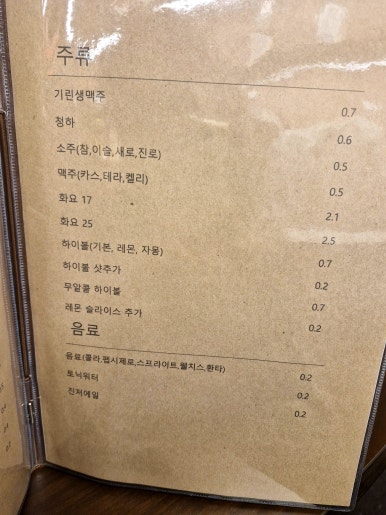 주류
기린생맥주 0.7
청하 0.6
소주(참,이슬,새로,진로) 0.5
맥주(카스,테라,켈리) 0.5
화요 17 2.1
화요 25 2.5
하이볼(기본, 레몬, 자몽) 0.7
하이볼 샷추가 0.2
무알콜 하이볼 0.7
레몬 슬라이스 추가 0.2
음료
음료(콜라,펩시제로,스프라이트,웰치스,환타) 0.2
토닉워터 0.2
진저에일 0.2